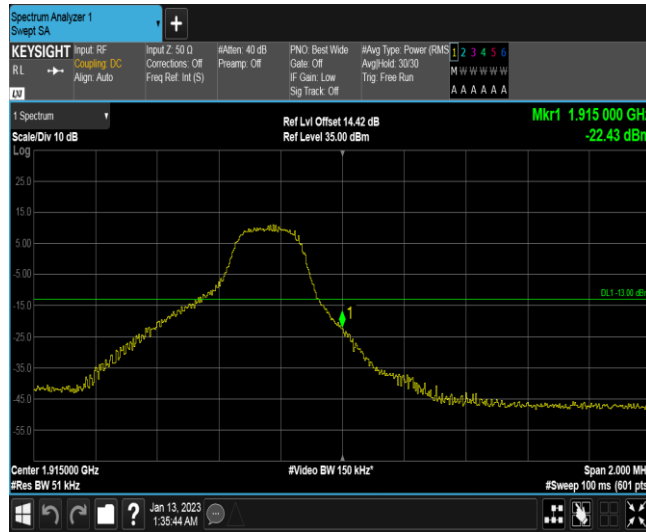 Spectrum Analyzer 1
Swept SA
KEYSIGHT
RL
LXI
Input: RF
Coupling: DC
Align: Auto
Input Z: 50 Ω
Corrections: Off
Freq Ref: Int (S)
#Atten: 40 dB
Preamp: Off
PNO: Best Wide
Gate: Off
IF Gain: Low
Sig Track: Off
#Avg Type: Power (RMS
Avg|Hold: 30/30
Trig: Free Run
1 2 3 4 5 6
M W W W W W
A A A A A A
1 Spectrum
Scale/Div 10 dB
Log
Ref Lvl Offset 14.42 dB
Ref Level 35.00 dBm
Mkr1 1.915 000 GHz
-22.43 dBm
25.0
15.0
5.00
-5.00
-15.0
-25.0
-35.0
-45.0
-55.0
DL1 -13.00 dBm
1
Center 1.915000 GHz
#Res BW 51 kHz
#Video BW 150 kHz*
Span 2.000 MH
#Sweep 100 ms (601 pts
?
Jan 13, 2023
1:35:44 AM